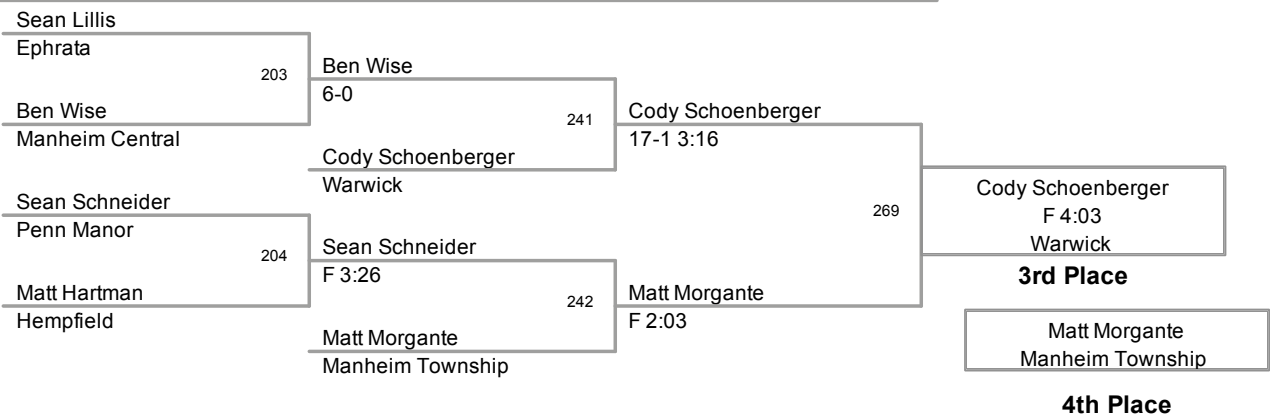 Sean Lillis
Ephrata
203
Ben Wise
6-0
Ben Wise
Manheim Central
241
Cody Schoenberger
17-1 3:16
Cody Schoenberger
Warwick
Sean Schneider
Penn Manor
204
Sean Schneider
F 3:26
Matt Hartman
Hempfield
242
Matt Morgante
F 2:03
Matt Morgante
Manheim Township
269
Cody Schoenberger
F 4:03
Warwick
3rd Place
Matt Morgante
Manheim Township
4th Place